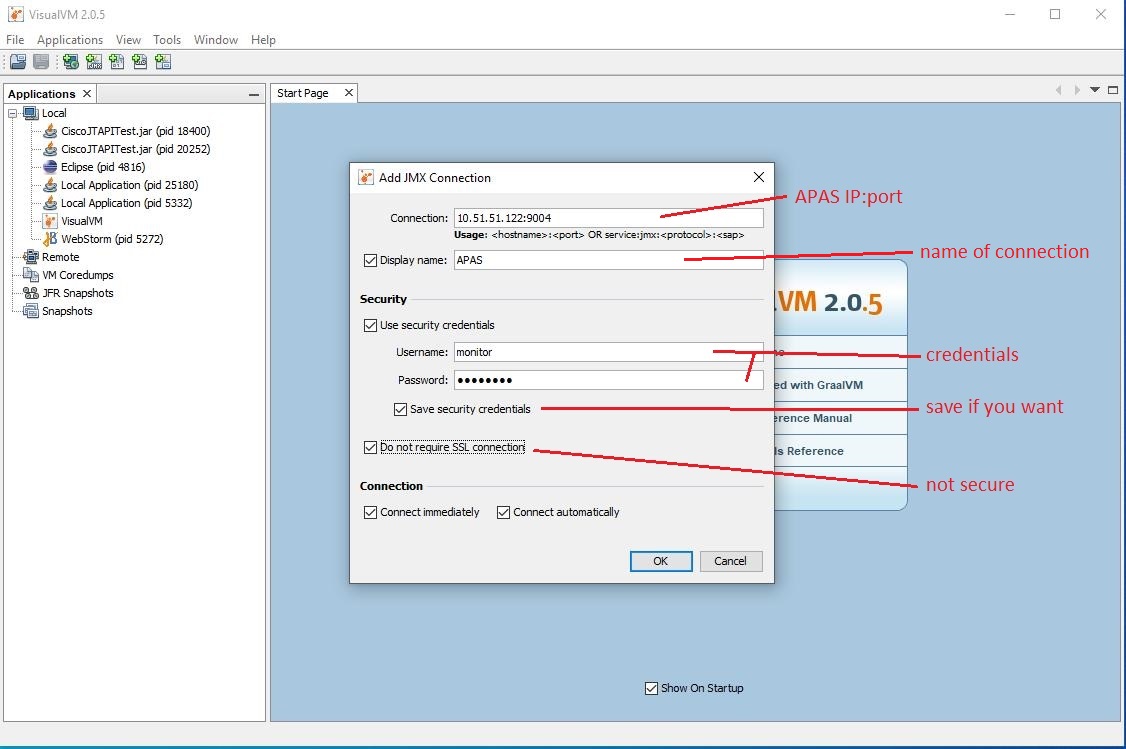 VisualVM 2.0.5
File Applications View Tools Window Help
Applications
Start Page
Local
CiscoJTAPITest.jar (pid 18400)
CiscoJTAPITest.jar (pid 20252)
Eclipse (pid 4816)
Local Application (pid 25180)
Local Application (pid 5332)
VisualVM
WebStorm (pid 5272)
Remote
VM Coredumps
JFR Snapshots
Snapshots
Add JMX Connection
Connection: 10.51.51.122:9004
APAS IP:port
Usage: <hostname>:<port> OR service:jmx:<protocol>:<sap>
Display name: APAS
name of connection
Security
VM 2.0.5
Use security credentials
Username: monitor
credentials
Password: ●●●●●●●●
ed with GraalVM
Save security credentials
save if you want
erence Manual
Do not require SSL connection
ls Reference
not secure
Connection
Connect immediately Connect automatically
OK Cancel
Show On Startup